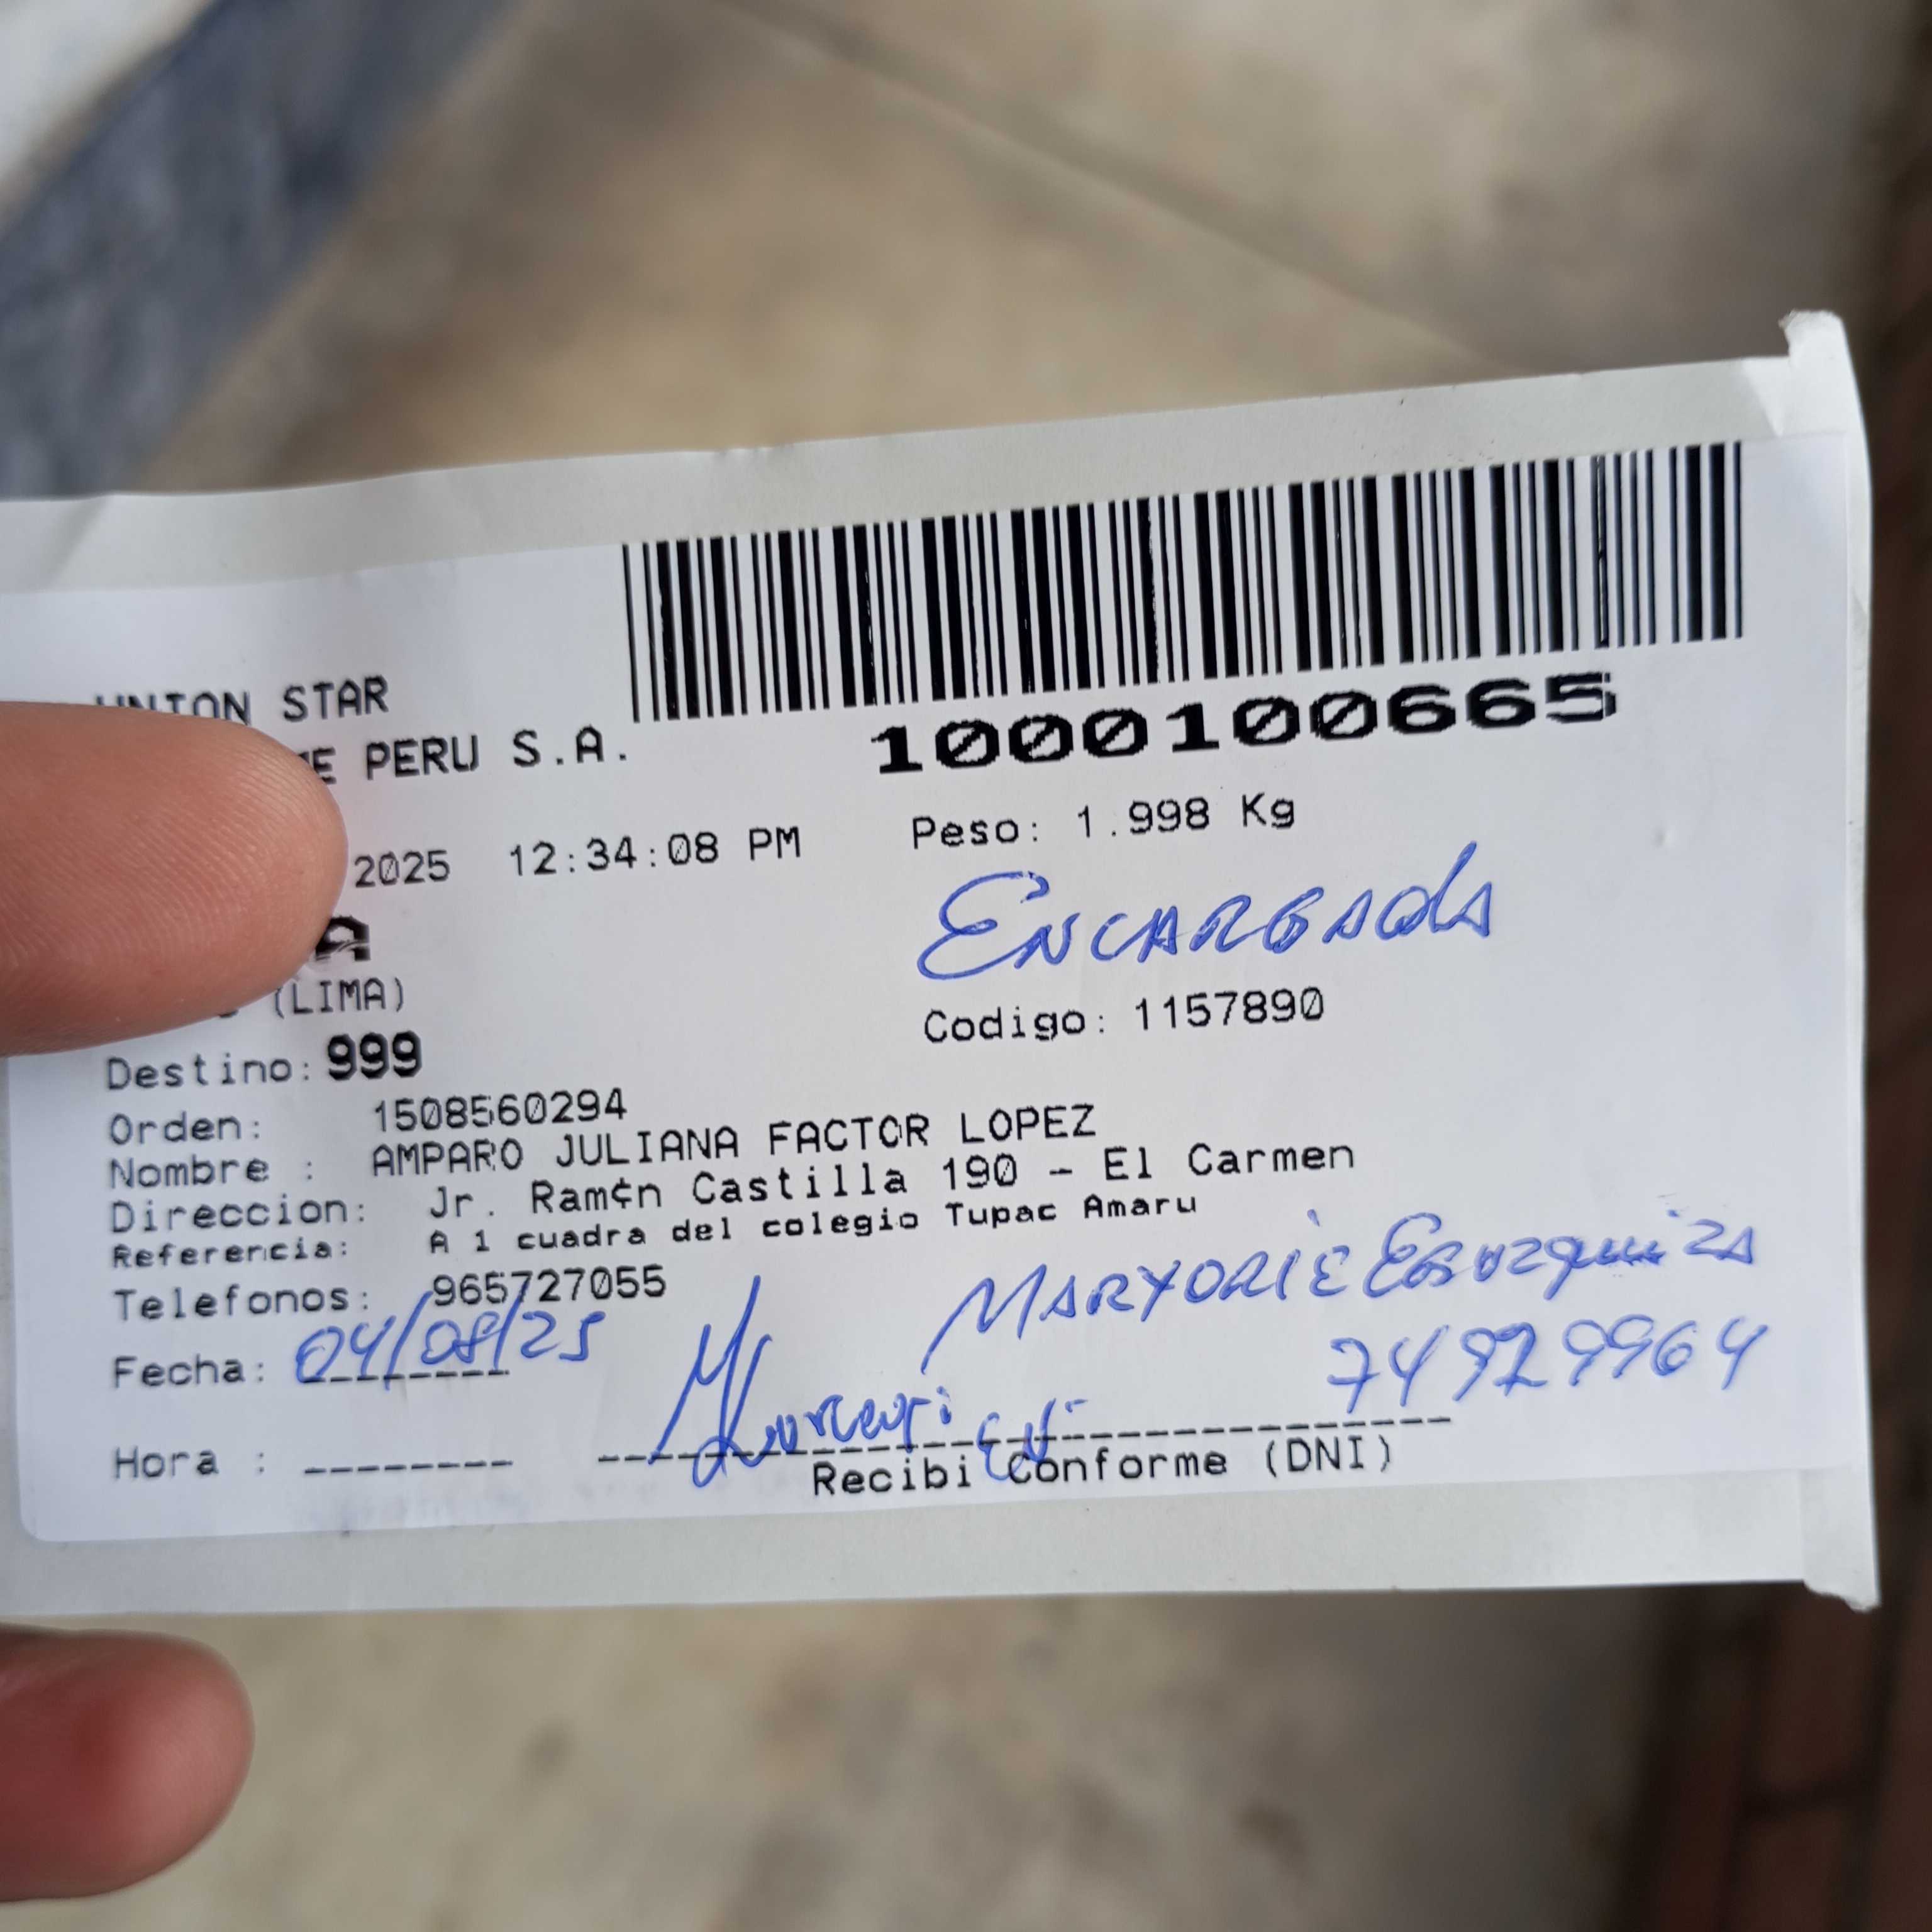 UNION STAR
PERU S.A.
1000100665
2025 12:34:08 PM
Peso: 1.998 Kg
ENCARGADA
(LIMA)
Codigo: 1157890
Destino: 999
Orden: 1508560294
Nombre : AMPARO JULIANA FACTOR LOPEZ
Direccion: Jr. Ram¢n Castilla 190 - El Carmen
Referencia: A 1 cuadra del colegio Tupac Amaru
Telefonos: 965727055
MARYORIE
Fecha: 04/08/25
74929964
Hora :
Recibi Conforme (DNI)